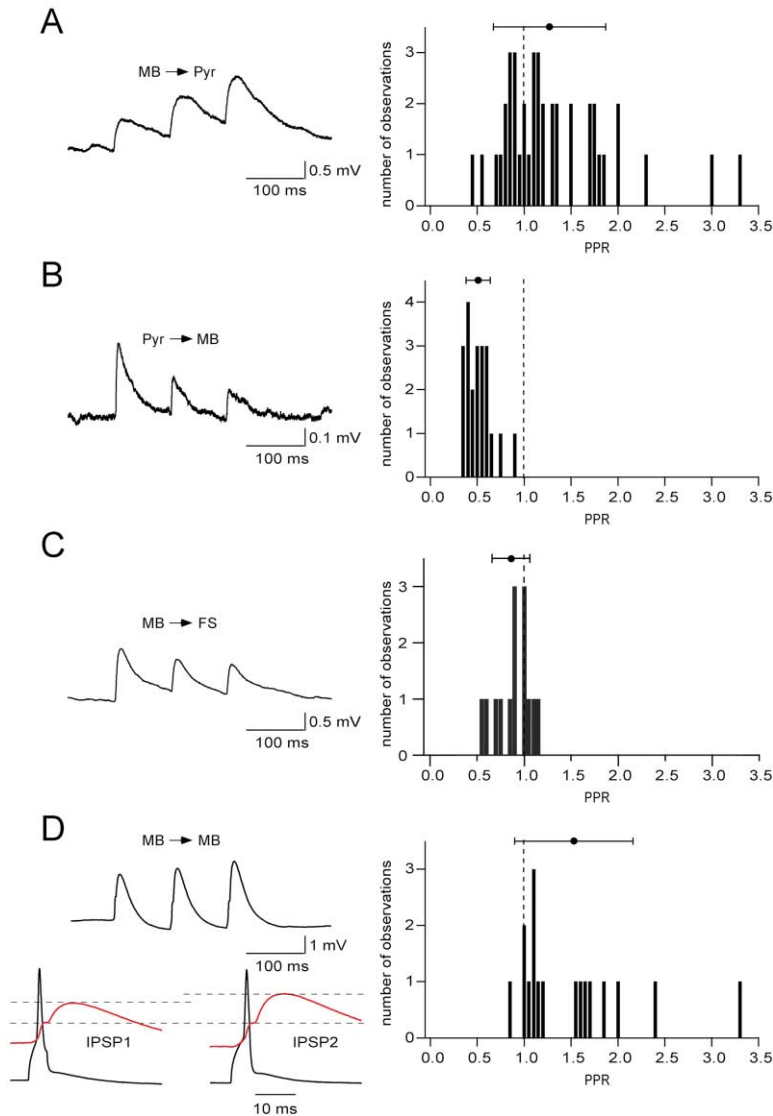 A
MB → Pyr
0.5 mV
100 ms
number of observations
3
2
1
0
0.0 0.5 1.0 1.5 2.0 2.5 3.0 3.5
PPR
B
Pyr → MB
0.1 mV
100 ms
number of observations
4
3
2
1
0
0.0 0.5 1.0 1.5 2.0 2.5 3.0 3.5
PPR
C
MB → FS
0.5 mV
100 ms
number of observations
3
2
1
0
0.0 0.5 1.0 1.5 2.0 2.5 3.0 3.5
PPR
D
MB → MB
1 mV
100 ms
IPSP1
IPSP2
10 ms
number of observations
3
2
1
0
0.0 0.5 1.0 1.5 2.0 2.5 3.0 3.5
PPR